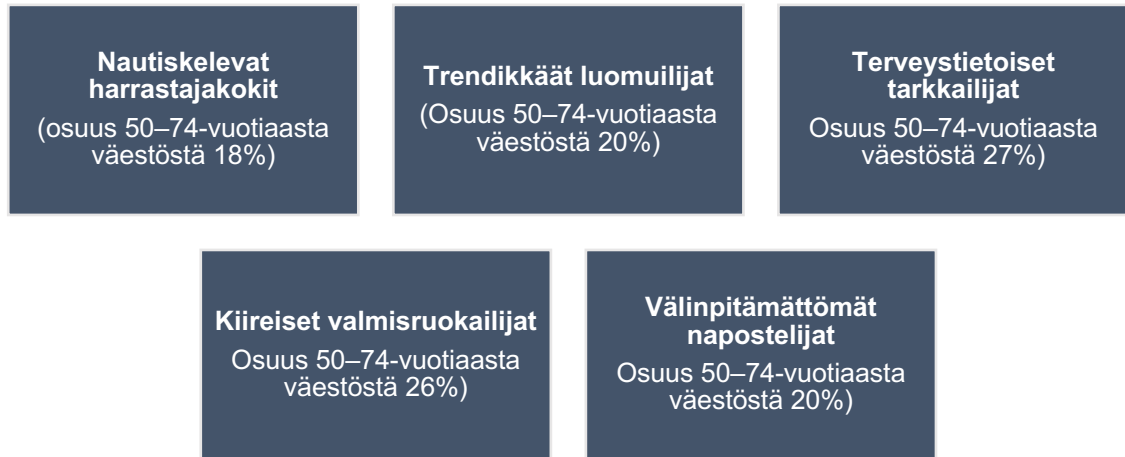 Nautiskelevat
harrastajakokit
(osuus 50–74-vuotiaasta
väestöstä 18%)
Trendikkäät luomuilijat
(Osuus 50–74-vuotiaasta
väestöstä 20%)
Terveystietoiset
tarkkailijat
Osuus 50–74-vuotiaasta
väestöstä 27%)
Kiireiset valmisruokailijat
Osuus 50–74-vuotiaasta
väestöstä 26%)
Välinpitämättömät
napostelijat
Osuus 50–74-vuotiaasta
väestöstä 20%)